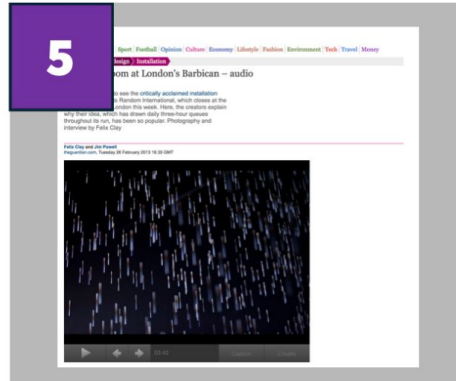 5
Sport Football Opinion Culture Economy Lifestyle Fashion Environment Tech Travel Money
design Installation
om at London's Barbican – audio
to see the critically acclaimed installation
s Random International, which closes at the
ondon this week. Here, the creators explain
why their idea, which has drawn daily three-hour queues
throughout its run, has been so popular. Photography and
interview by Felix Clay
Felix Clay and Jim Powell
theguardian.com, Tuesday 26 February 2013 16.39 GMT